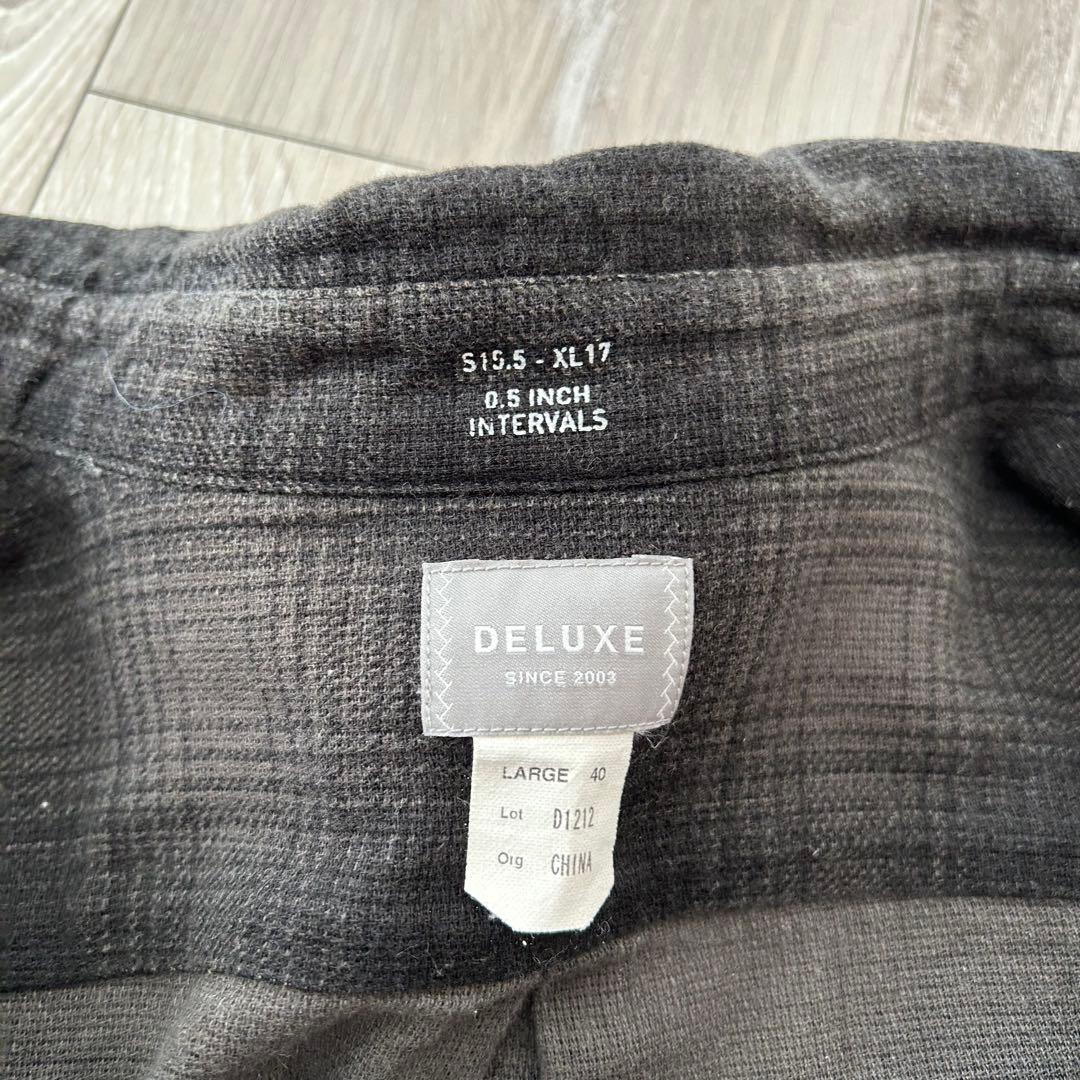 S15.5 - XL17
0.5 INCH
INTERVALS
DELUXE
SINCE 2003
LARGE 40
Lot D1212
Org CHINA